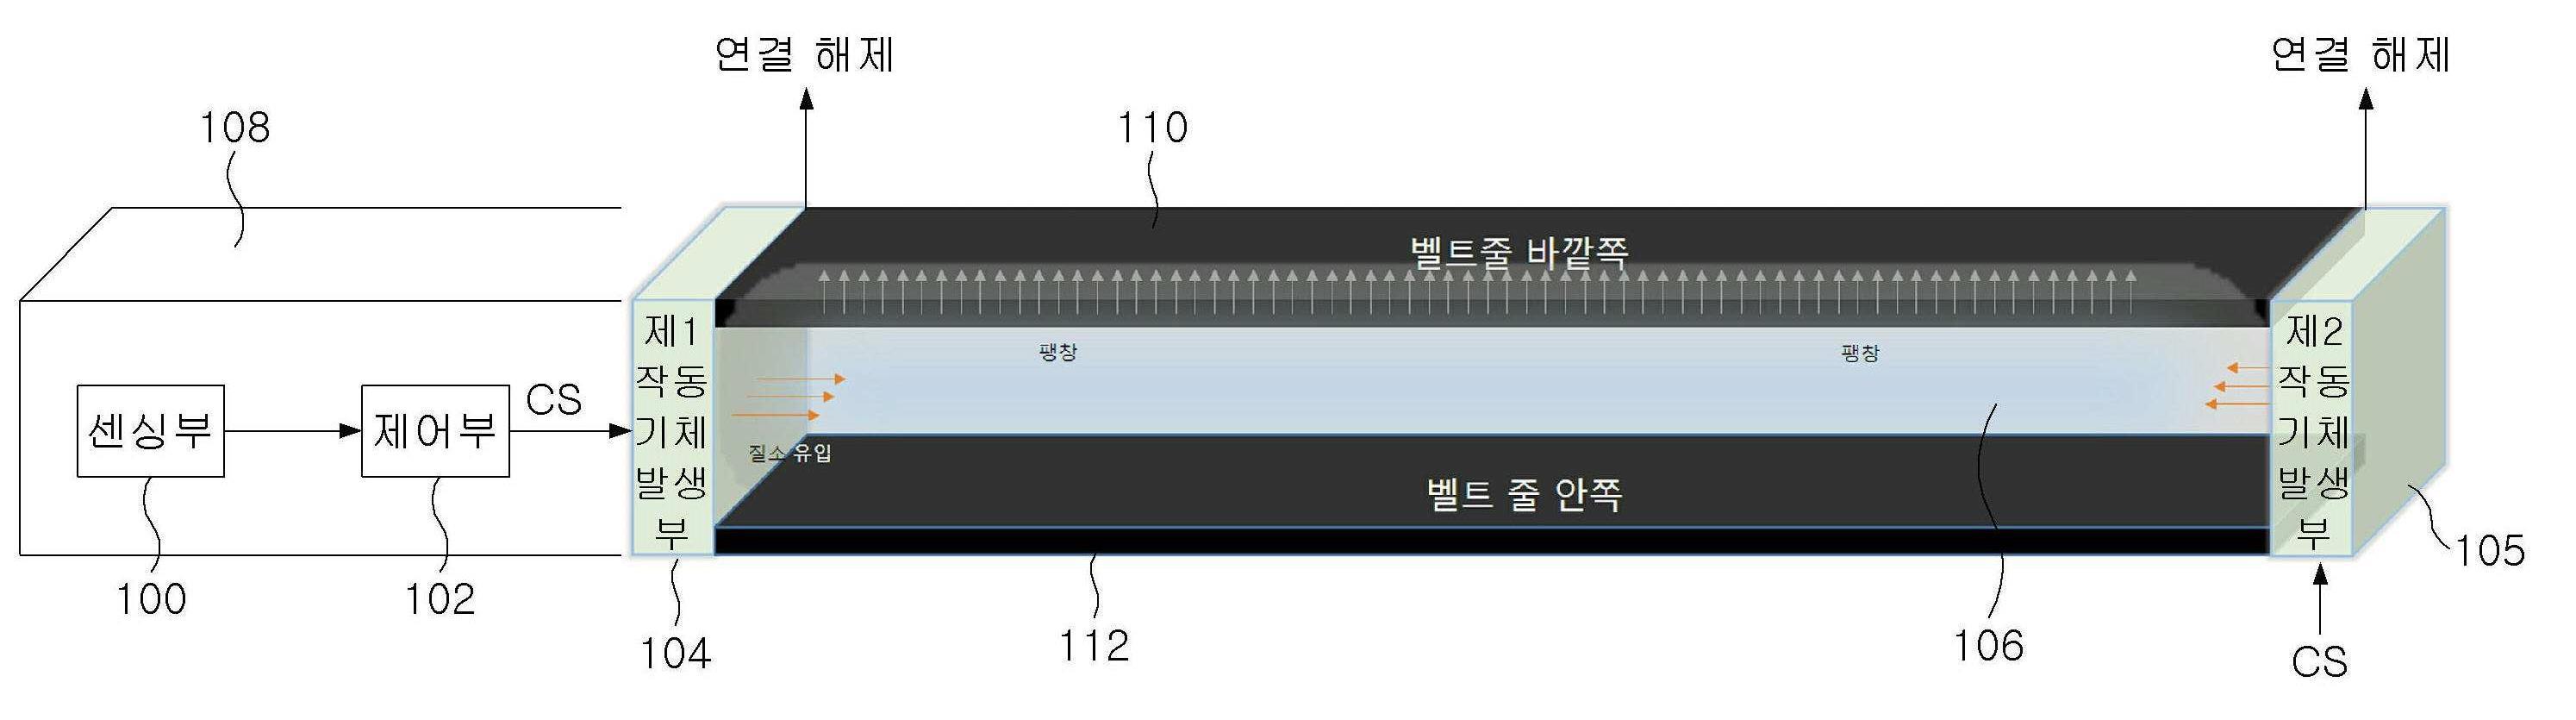 연결 해제
연결 해제
108
110
벨트줄 바깥쪽
제1
작동
기체
발생
부
제2
작동
기체
발생
부
팽창
팽창
센싱부
제어부
CS
질소 유입
벨트 줄 안쪽
100
102
104
112
106
105
CS